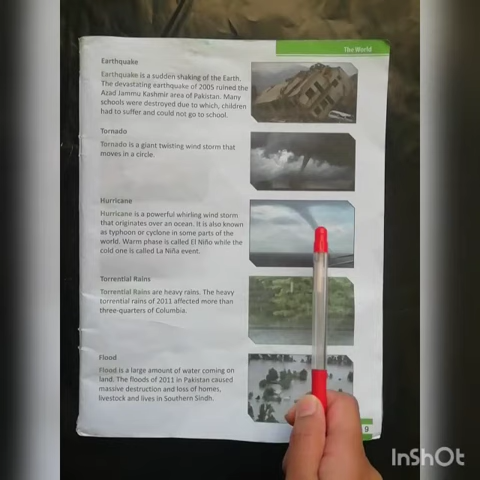 The World
Earthquake
Earthquake is a sudden shaking of the Earth.
The devastating earthquake of 2005 ruined the
Azad Jammu Kashmir area of Pakistan. Many
schools were destroyed due to which, children
had to suffer and could not go to school.
Tornado
Tornado is a giant twisting wind storm that
moves in a circle.
Hurricane
Hurricane is a powerful whirling wind storm
that originates over an ocean. It is also known
as typhoon or cyclone in some parts of the
world. Warm phase is called El Niño while the
cold one is called La Niña event.
Torrential Rains
Torrential Rains are heavy rains. The heavy
torrential rains of 2011 affected more than
three-quarters of Columbia.
Flood
Flood is a large amount of water coming on
land. The floods of 2011 in Pakistan caused
massive destruction and loss of homes,
livestock and lives in Southern Sindh.
9
InShOt